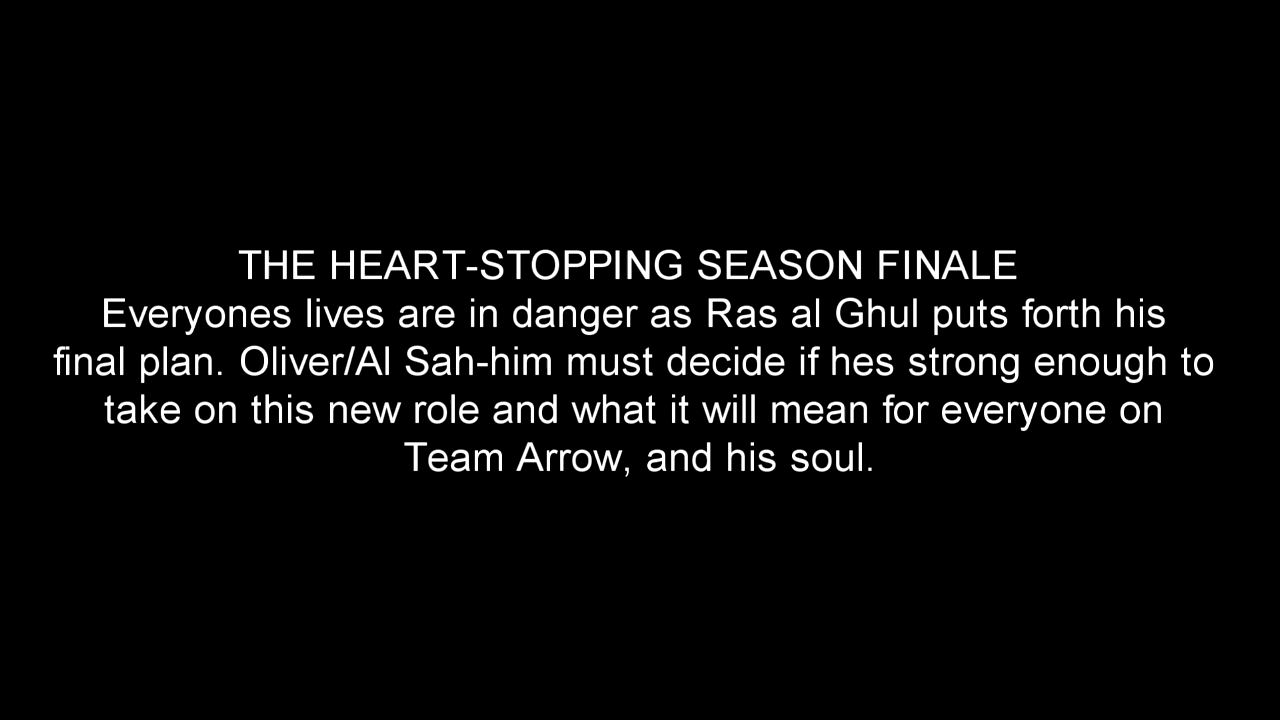 THE HEART-STOPPING SEASON FINALE
Everyones lives are in danger as Ras al Ghul puts forth his
final plan. Oliver/Al Sah-him must decide if hes strong enough to
take on this new role and what it will mean for everyone on
Team Arrow, and his soul.